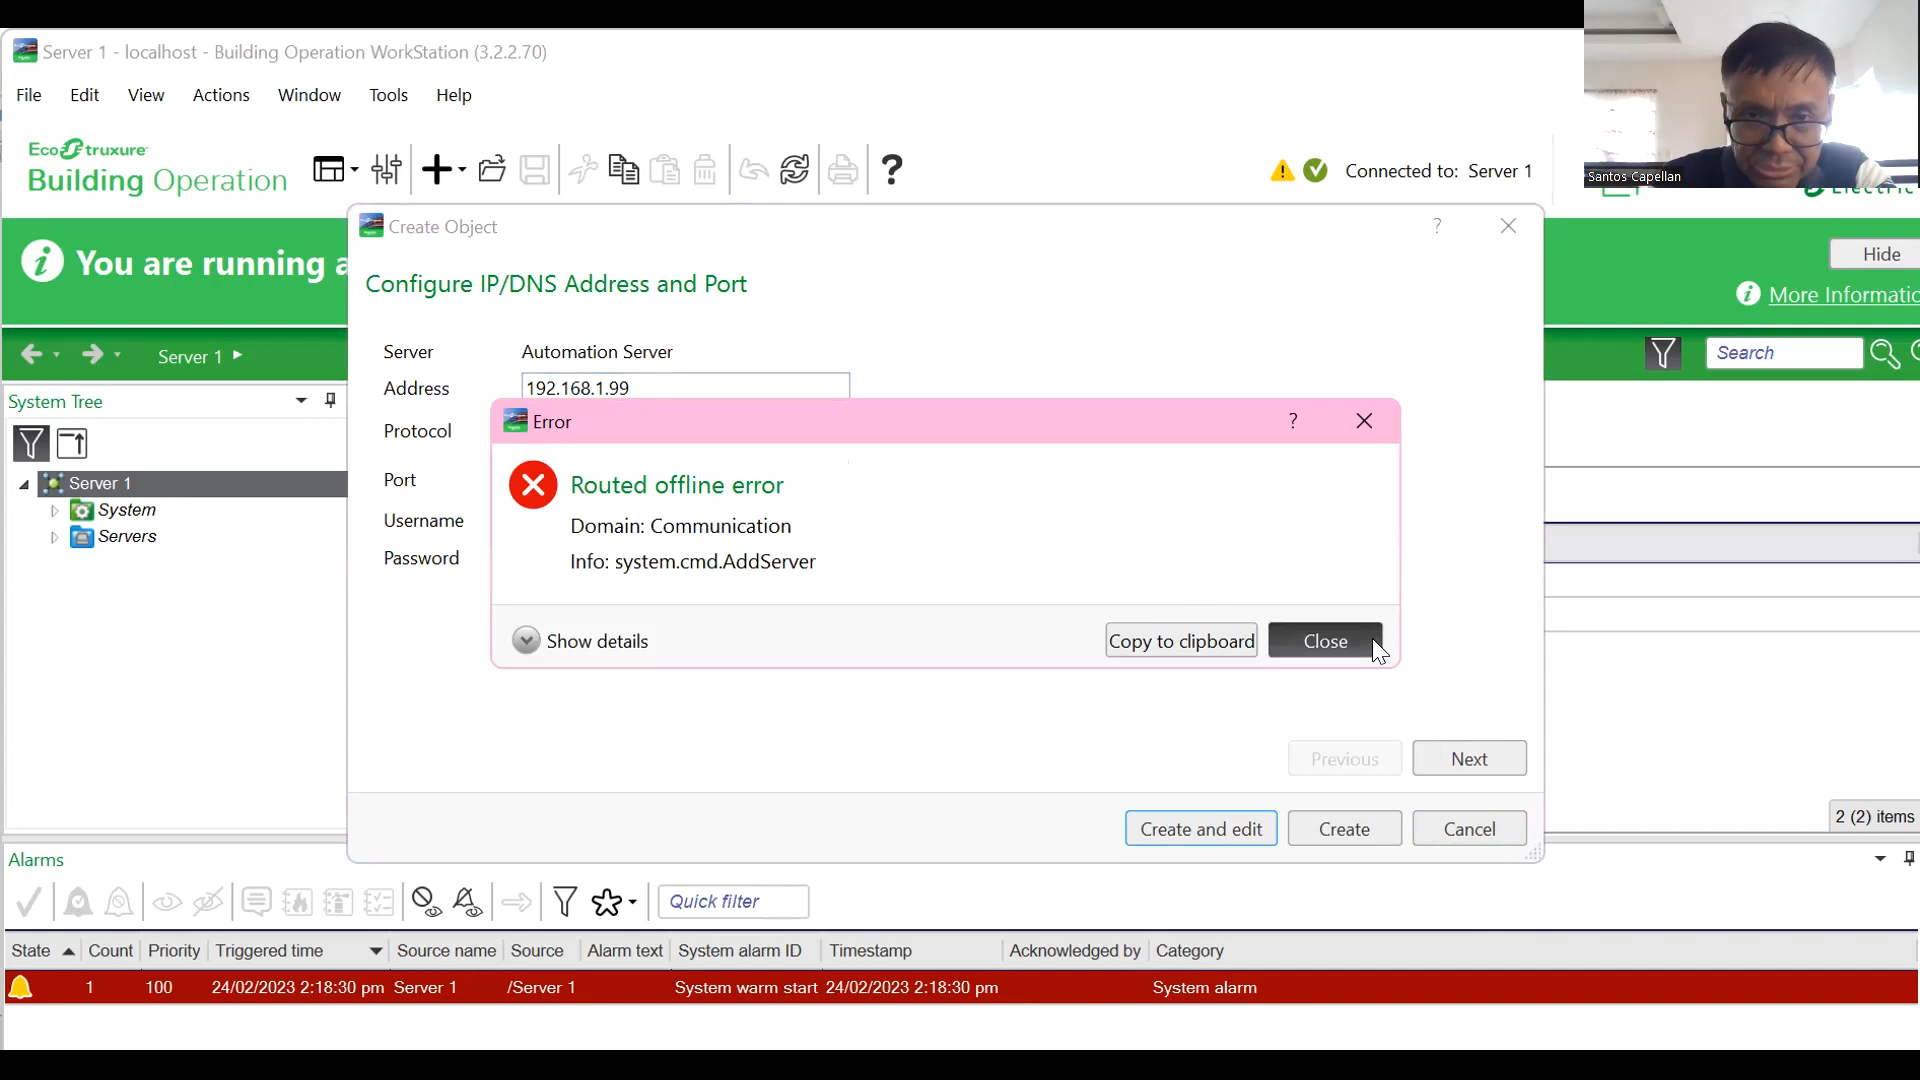 Server 1 - localhost - Building Operation WorkStation (3.2.2.70)
File Edit View Actions Window Tools Help
EcoStruxure
Building Operation
Connected to: Server 1
Santos Capellan
Create Object
You are running a
Hide
More Informatio
Configure IP/DNS Address and Port
Server 1
Search
Server Automation Server
Address 192.168.1.99
Protocol
Port
Username
Password
System Tree
Server 1
System
Servers
Error
Routed offline error
Domain: Communication
Info: system.cmd.AddServer
Show details
Copy to clipboard Close
Previous Next
Create and edit Create Cancel
2 (2) items
Alarms
Quick filter
State Count Priority Triggered time Source name Source Alarm text System alarm ID Timestamp Acknowledged by Category
1 100 24/02/2023 2:18:30 pm Server 1 /Server 1 System warm start 24/02/2023 2:18:30 pm System alarm